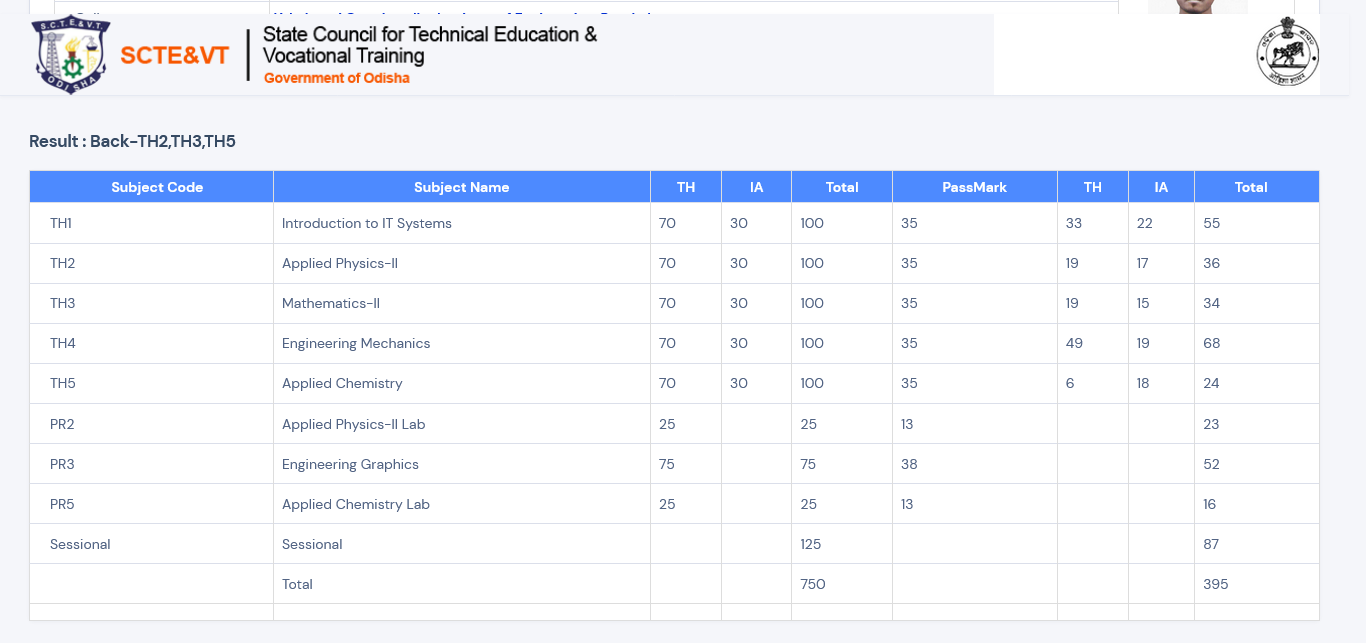 S.C.T.E.&V.T.
ODISHA
SCTE&VT
State Council for Technical Education &
Vocational Training
Government of Odisha
Result : Back-TH2,TH3,TH5
Subject Code Subject Name TH IA Total PassMark TH IA Total
TH1 Introduction to IT Systems 70 30 100 35 33 22 55
TH2 Applied Physics-II 70 30 100 35 19 17 36
TH3 Mathematics-II 70 30 100 35 19 15 34
TH4 Engineering Mechanics 70 30 100 35 49 19 68
TH5 Applied Chemistry 70 30 100 35 6 18 24
PR2 Applied Physics-II Lab 25 25 13 23
PR3 Engineering Graphics 75 75 38 52
PR5 Applied Chemistry Lab 25 25 13 16
Sessional Sessional 125 87
Total 750 395